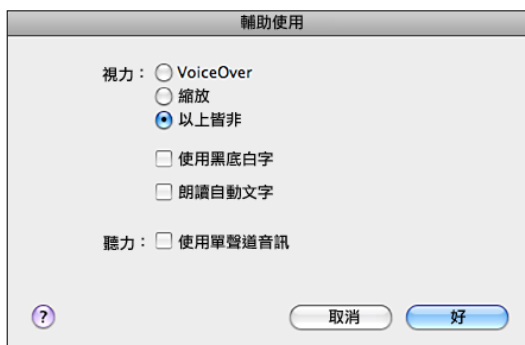 輔助使用
視力： VoiceOver
縮放
以上皆非
使用黑底白字
朗讀自動文字
聽力： 使用單聲道音訊
? 取消 好